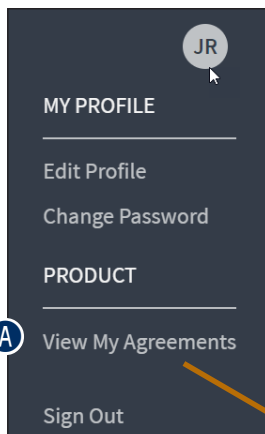 JR
MY PROFILE
Edit Profile
Change Password
PRODUCT
A
View My Agreements
Sign Out